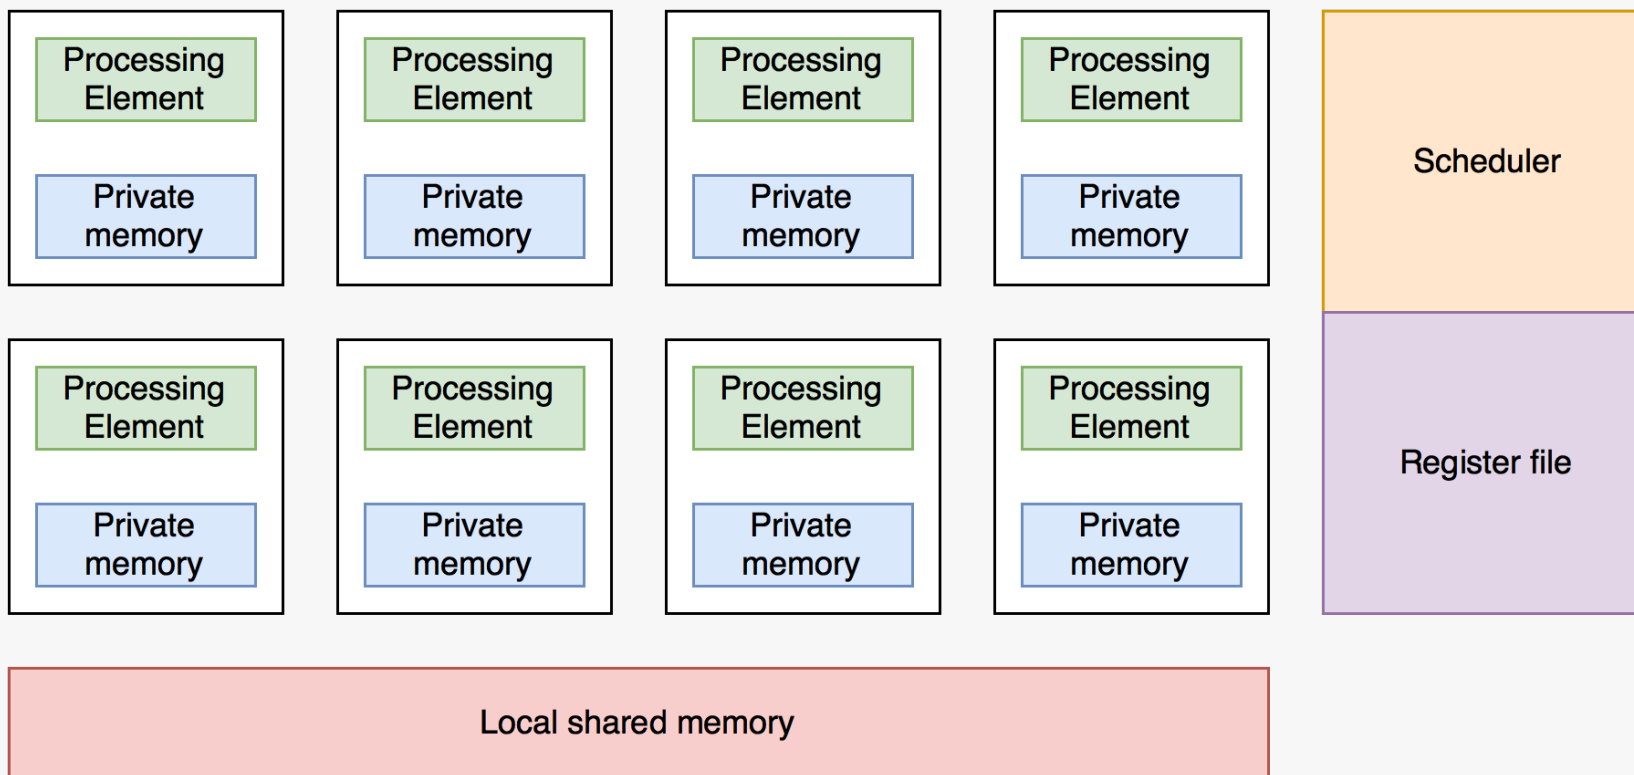 Processing
Element
Private
memory
Processing
Element
Private
memory
Processing
Element
Private
memory
Processing
Element
Private
memory
Scheduler
Processing
Element
Private
memory
Processing
Element
Private
memory
Processing
Element
Private
memory
Processing
Element
Private
memory
Register file
Local shared memory